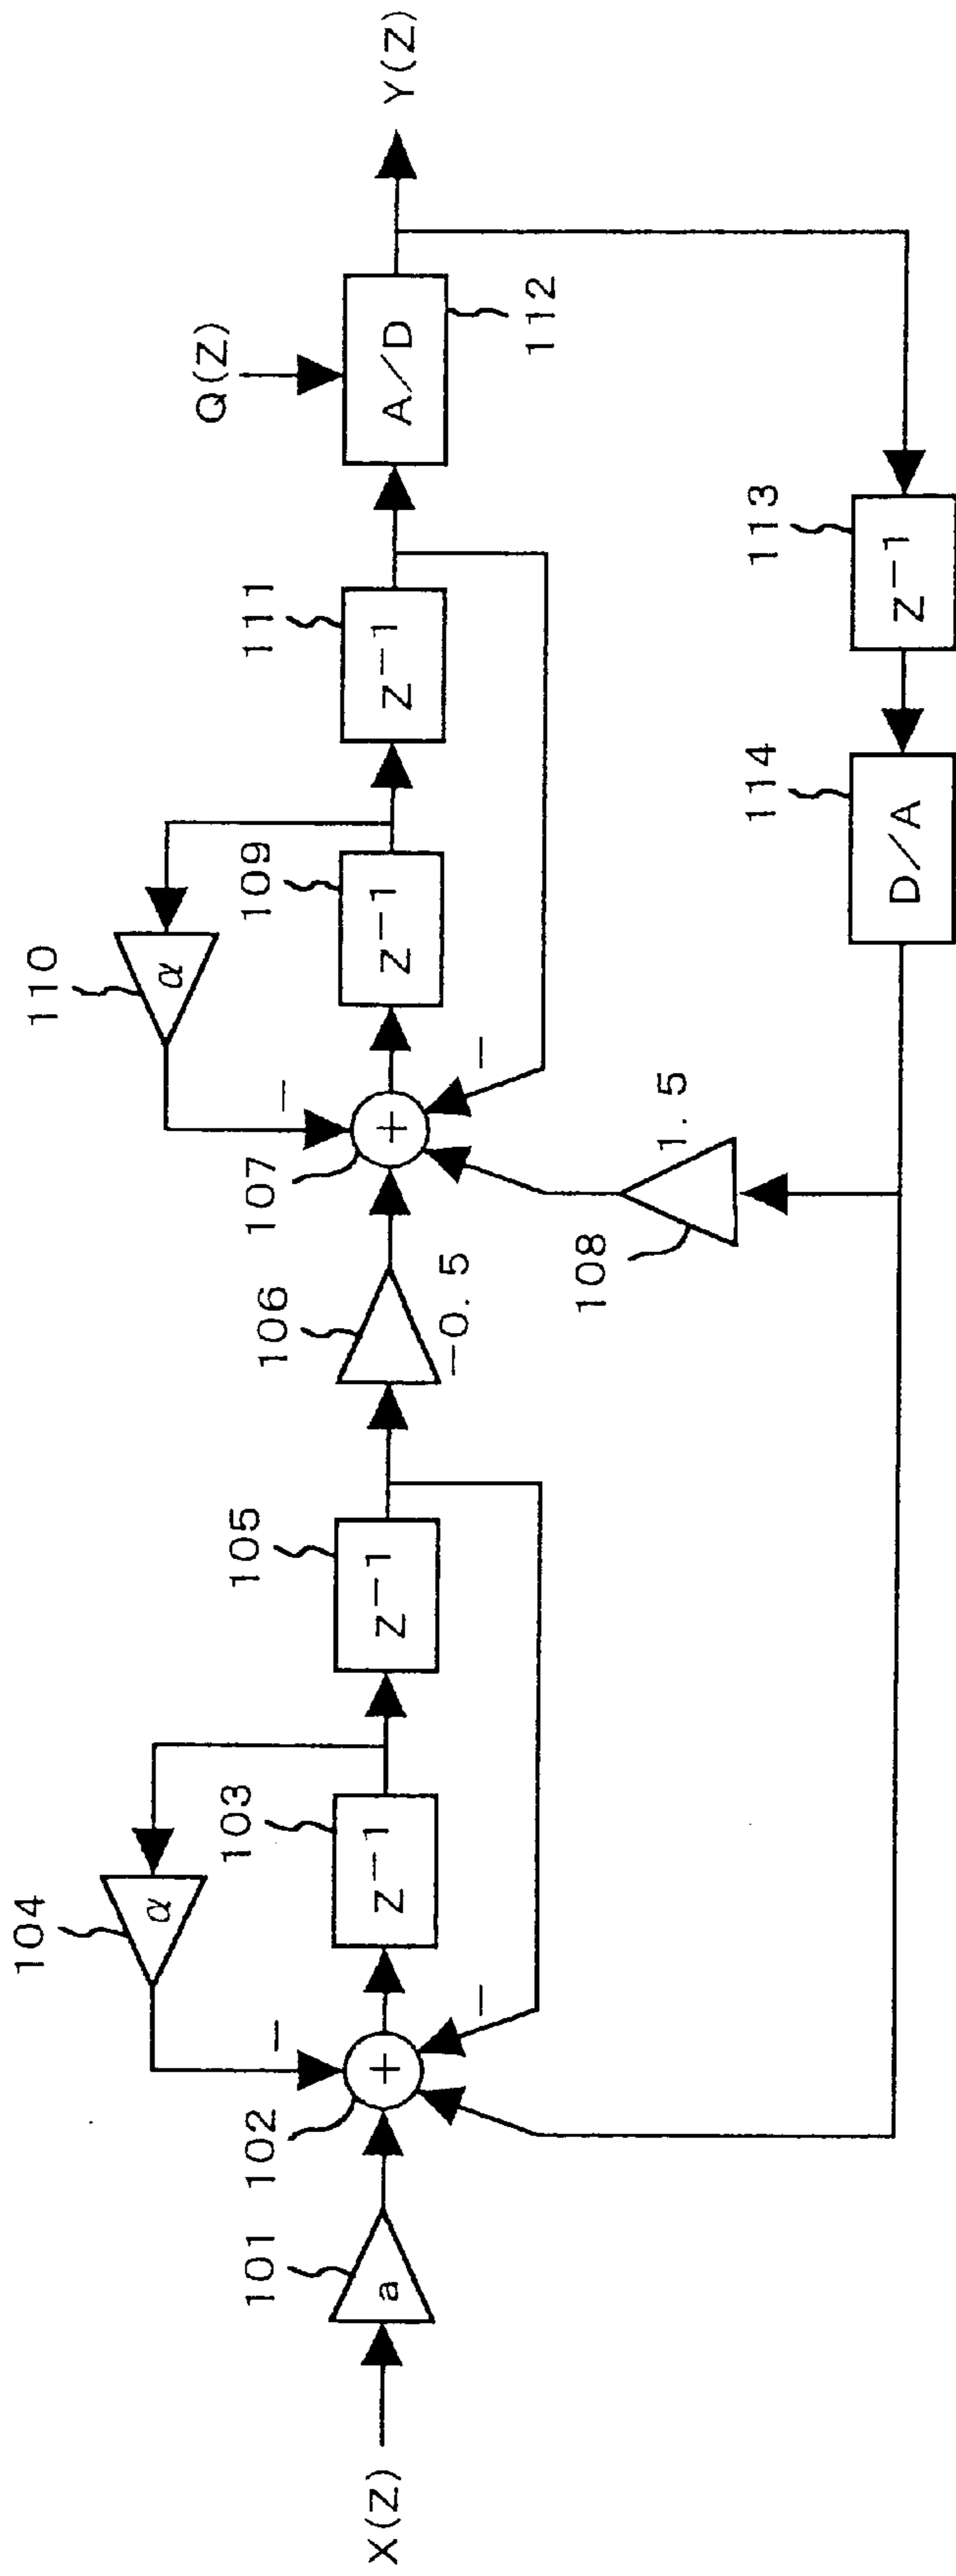 X(Z)
101
a
102
+
103
z⁻¹
104
α
105
z⁻¹
106
−0. 5
107
+
108
1. 5
109
z⁻¹
110
α
111
z⁻¹
112
A/D
Q(Z)
Y(Z)
113
z⁻¹
114
D/A
−
−
−
−